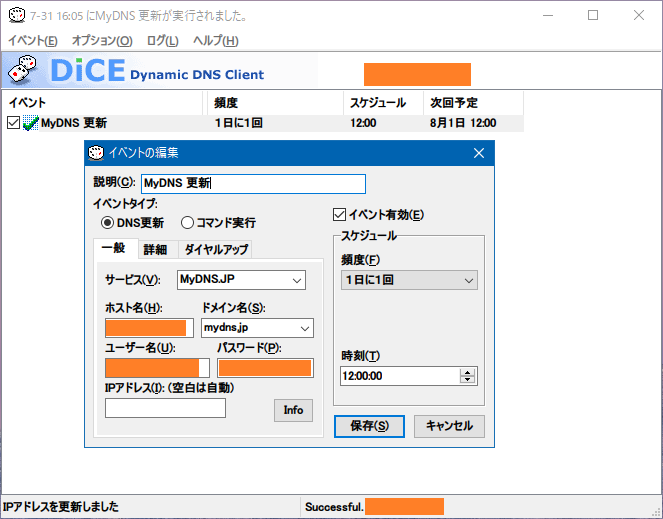 7-31 16:05 にMyDNS 更新が実行されました。
イベント(E) オプション(O) ログ(L) ヘルプ(H)
DiCE Dynamic DNS Client
イベント 頻度 スケジュール 次回予定
MyDNS 更新 1日に1回 12:00 8月1日 12:00
イベントの編集
説明(C): MyDNS 更新
イベントタイプ:
DNS更新 コマンド実行
イベント有効(E)
一般 詳細 ダイヤルアップ
スケジュール
サービス(V): MyDNS.JP
頻度(F)
1日に1回
ホスト名(H): ドメイン名(S):
mydns.jp
ユーザー名(U): パスワード(P):
時刻(T)
12:00:00
IPアドレス(I): (空白は自動)
Info
保存(S) キャンセル
IPアドレスを更新しました Successful.